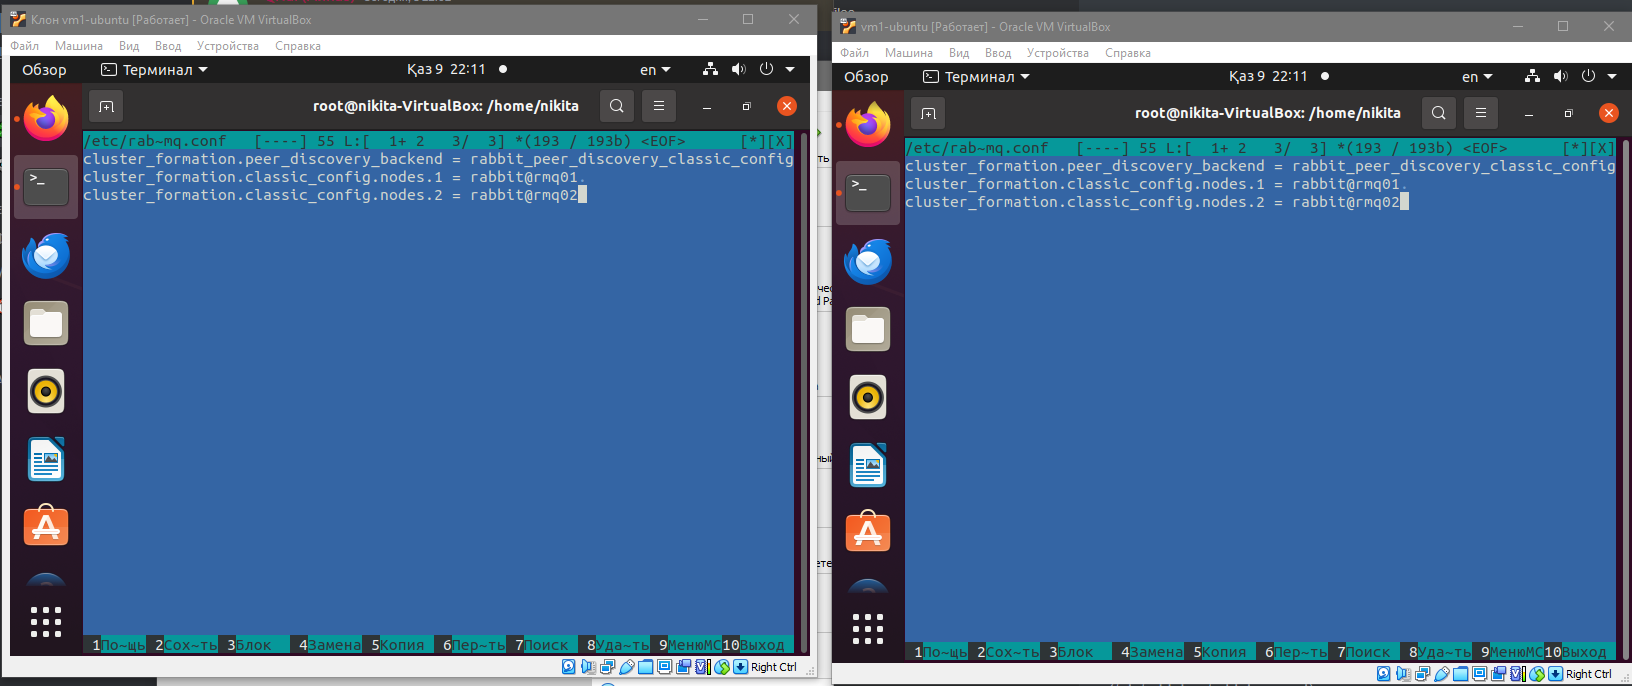 Клон vm1-ubuntu [Работает] - Oracle VM VirtualBox
Файл Машина Вид Ввод Устройства Справка
Обзор Терминал Қаз 9 22:11 en
root@nikita-VirtualBox: /home/nikita
/etc/rab~mq.conf [----] 55 L:[ 1+ 2 3/ 3] *(193 / 193b) <EOF> [*][X]
cluster_formation.peer_discovery_backend = rabbit_peer_discovery_classic_config
cluster_formation.classic_config.nodes.1 = rabbit@rmq01.
cluster_formation.classic_config.nodes.2 = rabbit@rmq02
1По~щь 2Сох~ть 3Блок 4Замена 5Копия 6Пер~ть 7Поиск 8Уда~ть 9МенюMC10Выход
Right Ctrl
vm1-ubuntu [Работает] - Oracle VM VirtualBox
Файл Машина Вид Ввод Устройства Справка
Обзор Терминал Қаз 9 22:11 en
root@nikita-VirtualBox: /home/nikita
/etc/rab~mq.conf [----] 55 L:[ 1+ 2 3/ 3] *(193 / 193b) <EOF> [*][X]
cluster_formation.peer_discovery_backend = rabbit_peer_discovery_classic_config
cluster_formation.classic_config.nodes.1 = rabbit@rmq01.
cluster_formation.classic_config.nodes.2 = rabbit@rmq02
1По~щь 2Сох~ть 3Блок 4Замена 5Копия 6Пер~ть 7Поиск 8Уда~ть 9МенюMC10Выход
Right Ctrl